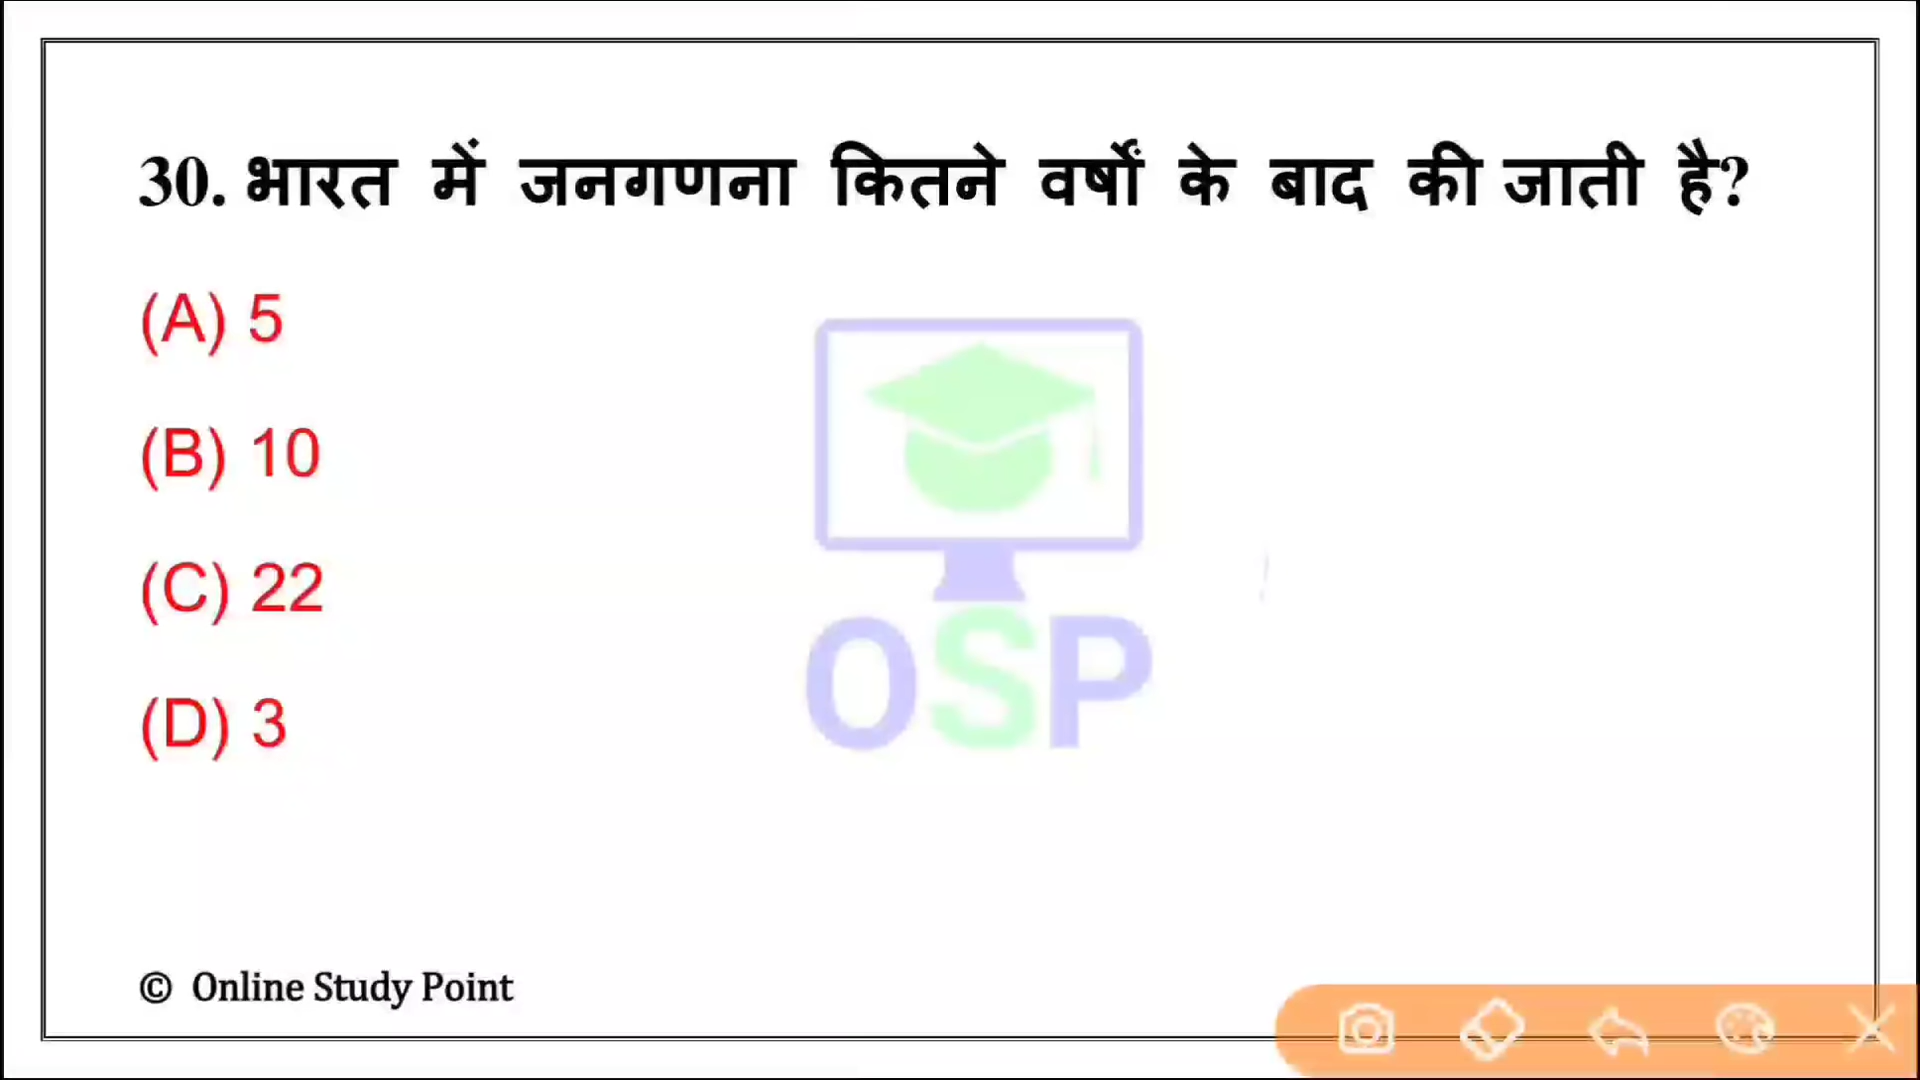 30. भारत में जनगणना कितने वर्षों के बाद की जाती है?
(A) 5
(B) 10
(C) 22
(D) 3
OSP
© Online Study Point